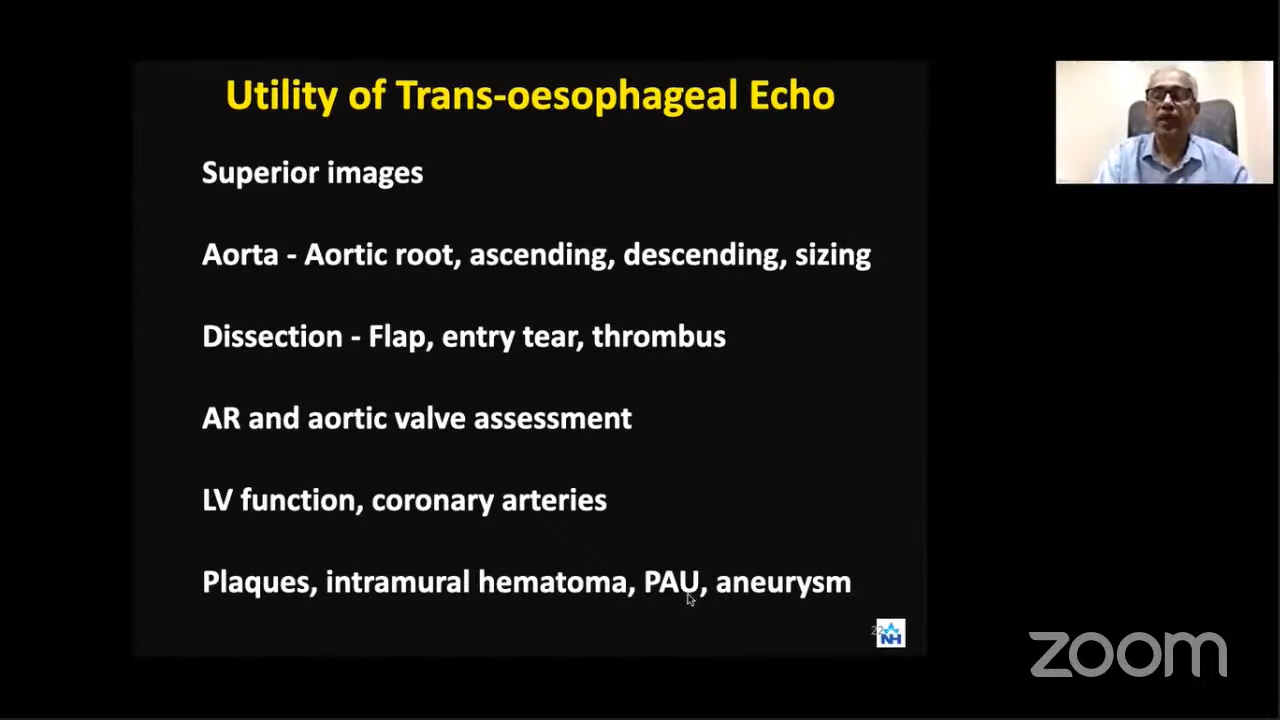 Utility of Trans-oesophageal Echo
Superior images
Aorta - Aortic root, ascending, descending, sizing
Dissection - Flap, entry tear, thrombus
AR and aortic valve assessment
LV function, coronary arteries
Plaques, intramural hematoma, PAU, aneurysm
NH
zoom